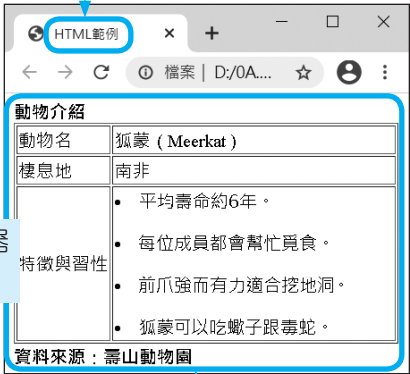 HTML範例
檔案 | D:/0A....
動物介紹
動物名 狐蒙 ( Meerkat )
棲息地 南非
特徵與習性
• 平均壽命約6年。
• 每位成員都會幫忙覓食。
• 前爪強而有力適合挖地洞。
• 狐蒙可以吃蠍子跟毒蛇。
資料來源：壽山動物園